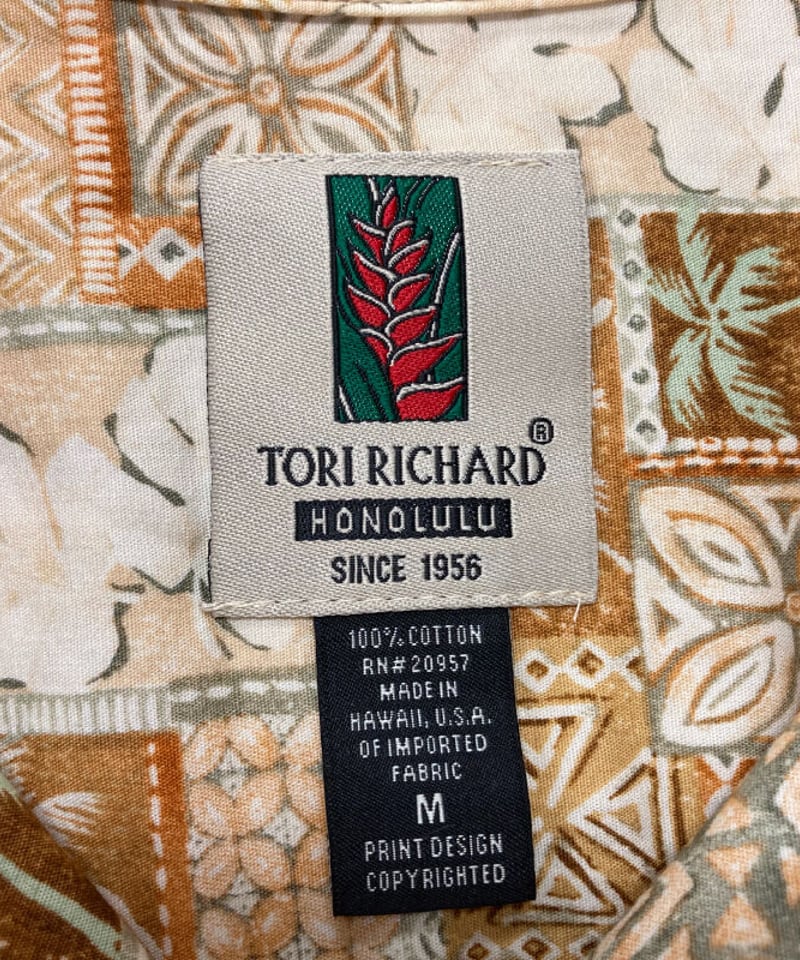 TORI RICHARD®
HONOLULU
SINCE 1956
100% COTTON
RN# 20957
MADE IN
HAWAII, U.S.A.
OF IMPORTED
FABRIC
M
PRINT DESIGN
COPYRIGHTED